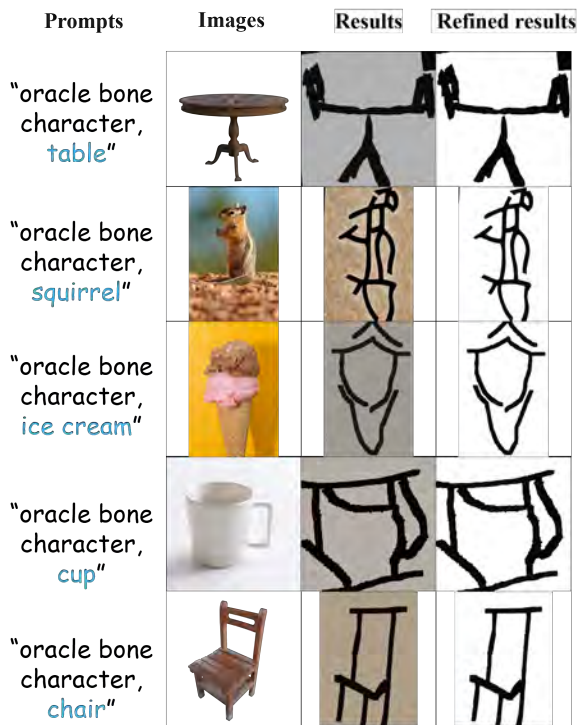 Prompts Images Results Refined results
“oracle bone
character,
table”
“oracle bone
character,
squirrel”
“oracle bone
character,
ice cream”
“oracle bone
character,
cup”
“oracle bone
character,
chair”